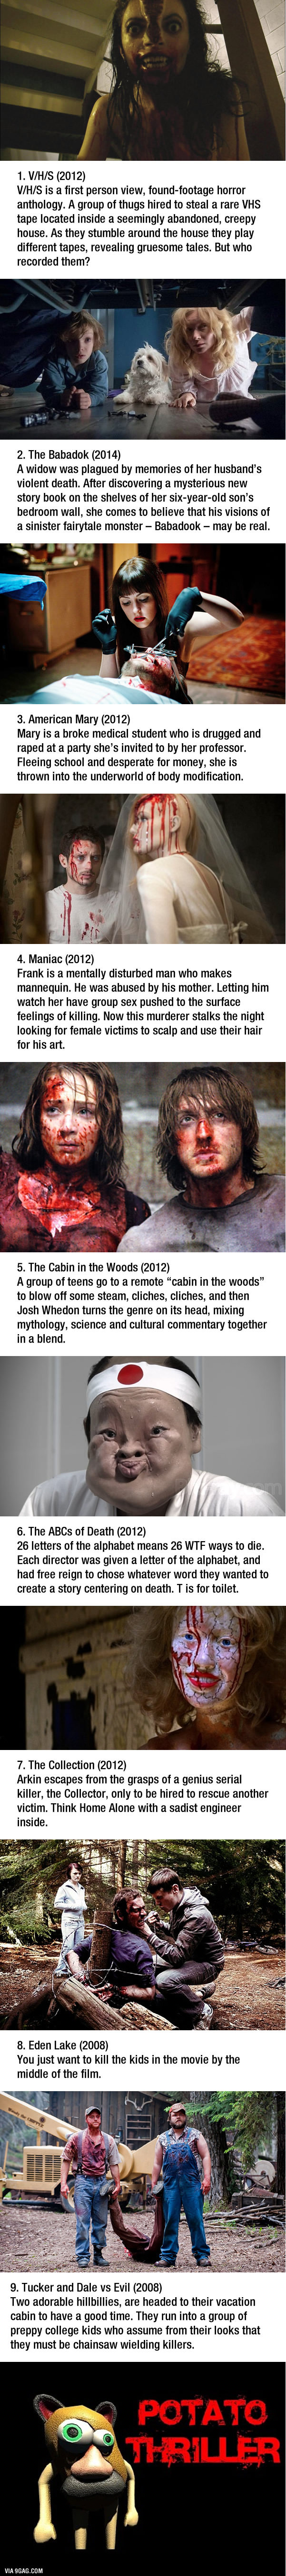 1. V/H/S (2012)
V/H/S is a first person view, found-footage horror
anthology. A group of thugs hired to steal a rare VHS
tape located inside a seemingly abandoned, creepy
house. As they stumble around the house they play
different tapes, revealing gruesome tales. But who
recorded them?
2. The Babadok (2014)
A widow was plagued by memories of her husband's
violent death. After discovering a mysterious new
story book on the shelves of her six-year-old son's
bedroom wall, she comes to believe that his visions of
a sinister fairytale monster – Babadook – may be real.
3. American Mary (2012)
Mary is a broke medical student who is drugged and
raped at a party she's invited to by her professor.
Fleeing school and desperate for money, she is
thrown into the underworld of body modification.
4. Maniac (2012)
Frank is a mentally disturbed man who makes
mannequin. He was abused by his mother. Letting him
watch her have group sex pushed to the surface
feelings of killing. Now this murderer stalks the night
looking for female victims to scalp and use their hair
for his art.
5. The Cabin in the Woods (2012)
A group of teens go to a remote “cabin in the woods”
to blow off some steam, cliches, cliches, and then
Josh Whedon turns the genre on its head, mixing
mythology, science and cultural commentary together
in a blend.
6. The ABCs of Death (2012)
26 letters of the alphabet means 26 WTF ways to die.
Each director was given a letter of the alphabet, and
had free reign to chose whatever word they wanted to
create a story centering on death. T is for toilet.
7. The Collection (2012)
Arkin escapes from the grasps of a genius serial
killer, the Collector, only to be hired to rescue another
victim. Think Home Alone with a sadist engineer
inside.
8. Eden Lake (2008)
You just want to kill the kids in the movie by the
middle of the film.
9. Tucker and Dale vs Evil (2008)
Two adorable hillbillies, are headed to their vacation
cabin to have a good time. They run into a group of
preppy college kids who assume from their looks that
they must be chainsaw wielding killers.
POTATO
THRILLER
VIA 9GAG.COM